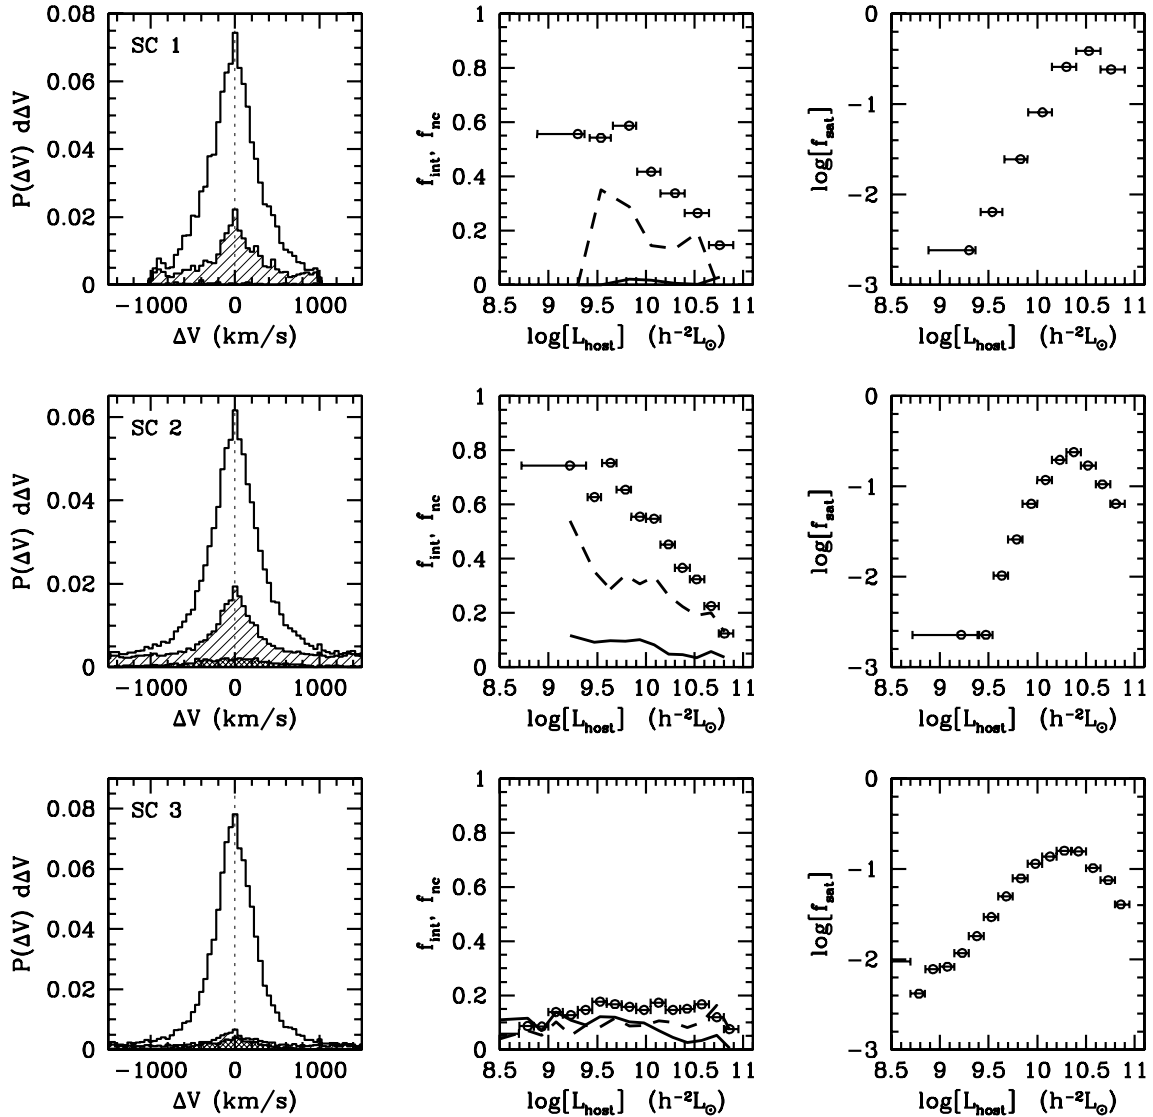 0.08
0.06
0.04
0.02
0
P(ΔV) dΔV
SC 1
−1000 0 1000
ΔV (km/s)
1
0.8
0.6
0.4
0.2
0
f_int, f_nc
8.5 9 9.5 10 10.5 11
log[L_host] (h⁻²L_⊙)
0
−1
−2
−3
log[f_sat]
8.5 9 9.5 10 10.5 11
log[L_host] (h⁻²L_⊙)
0.06
0.04
0.02
0
P(ΔV) dΔV
SC 2
−1000 0 1000
ΔV (km/s)
1
0.8
0.6
0.4
0.2
0
f_int, f_nc
8.5 9 9.5 10 10.5 11
log[L_host] (h⁻²L_⊙)
0
−1
−2
−3
log[f_sat]
8.5 9 9.5 10 10.5 11
log[L_host] (h⁻²L_⊙)
0.08
0.06
0.04
0.02
0
P(ΔV) dΔV
SC 3
−1000 0 1000
ΔV (km/s)
1
0.8
0.6
0.4
0.2
0
f_int, f_nc
8.5 9 9.5 10 10.5 11
log[L_host] (h⁻²L_⊙)
0
−1
−2
−3
log[f_sat]
8.5 9 9.5 10 10.5 11
log[L_host] (h⁻²L_⊙)